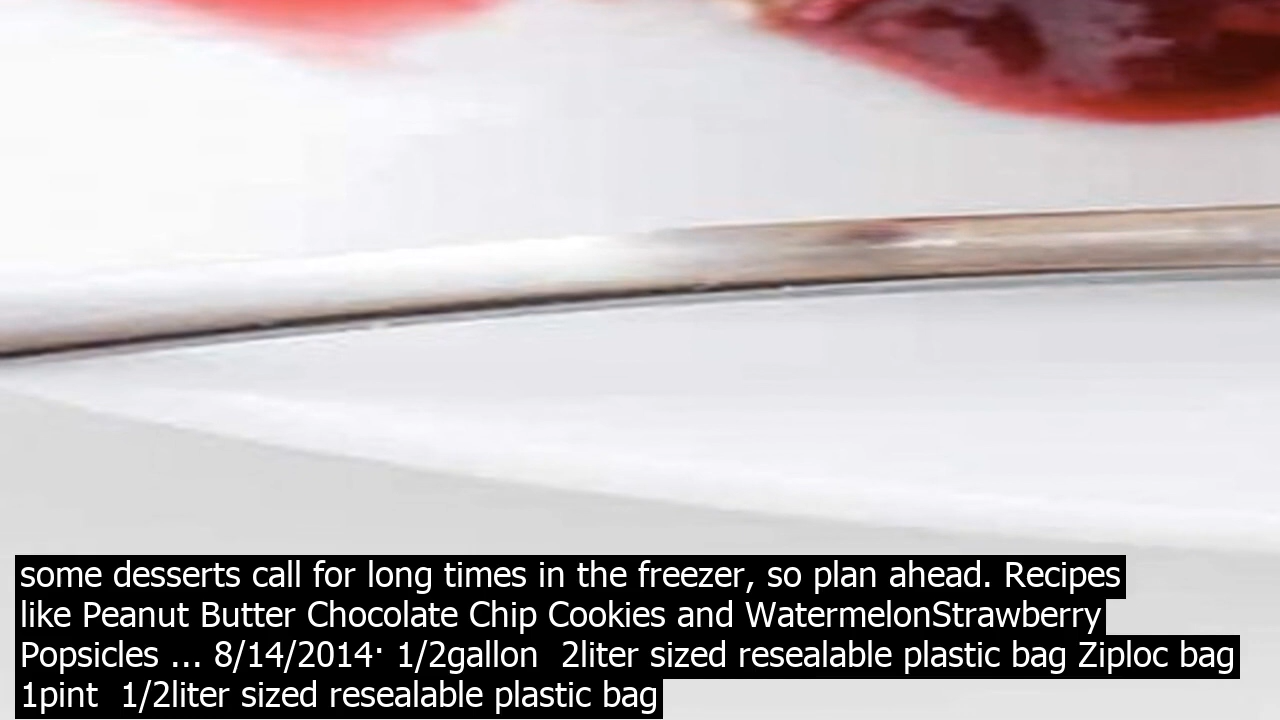 some desserts call for long times in the freezer, so plan ahead. Recipes
like Peanut Butter Chocolate Chip Cookies and WatermelonStrawberry
Popsicles ... 8/14/2014· 1/2gallon  2liter sized resealable plastic bag Ziploc bag
1pint  1/2liter sized resealable plastic bag